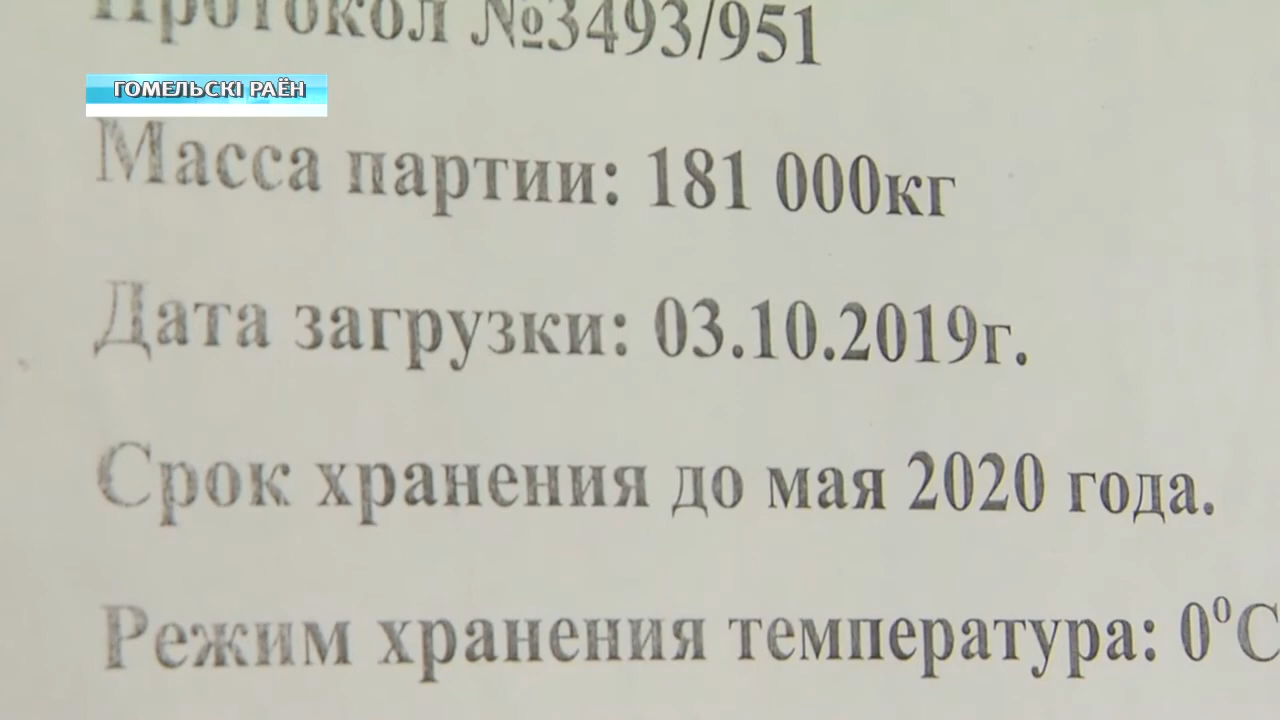 Протокол №3493/951
ГОМЕЛЬСКІ РАЁН
Масса партии: 181 000кг
Дата загрузки: 03.10.2019г.
Срок хранения до мая 2020 года.
Режим хранения температура: 0⁰С